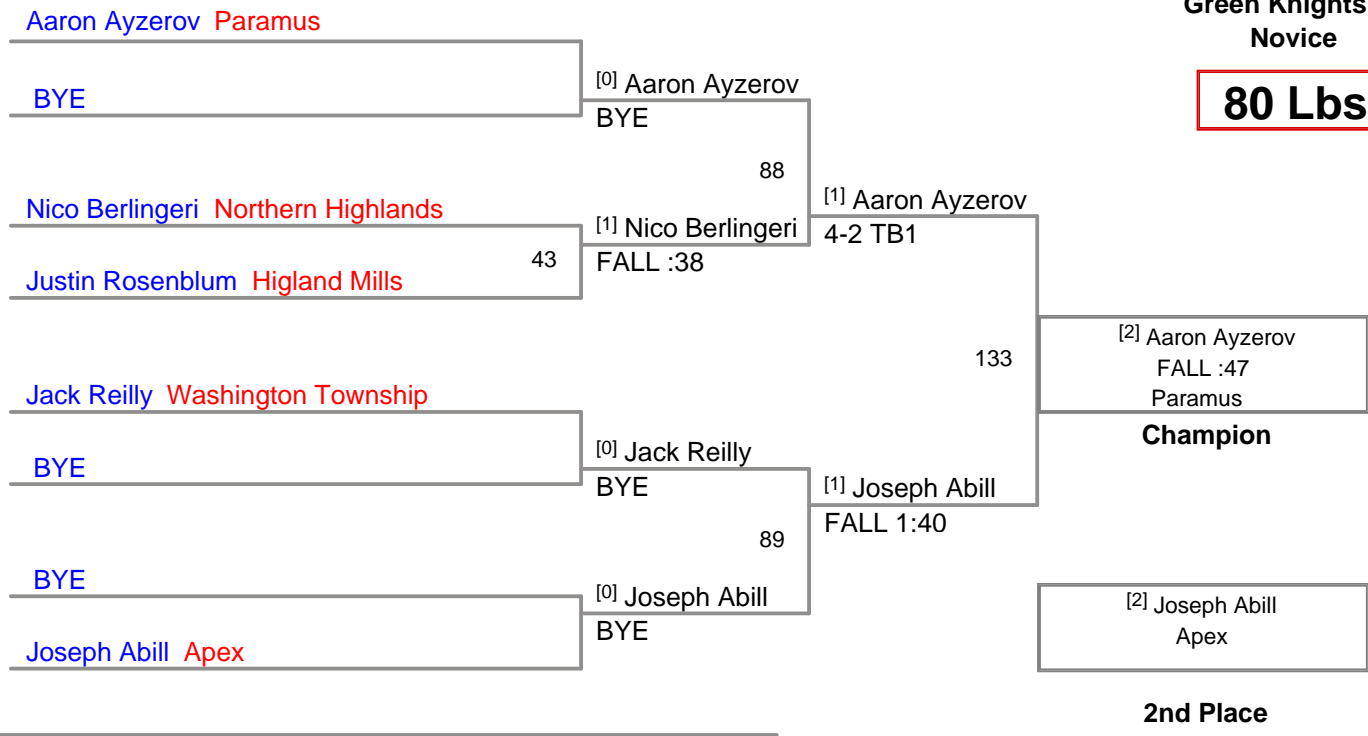 Green Knights
Novice
80 Lbs
Aaron Ayzerov Paramus
BYE
[0] Aaron Ayzerov
BYE
88
Nico Berlingeri Northern Highlands
43
Justin Rosenblum Higland Mills
[1] Nico Berlingeri
FALL :38
[1] Aaron Ayzerov
4-2 TB1
133
Jack Reilly Washington Township
BYE
[0] Jack Reilly
BYE
89
BYE
Joseph Abill Apex
[0] Joseph Abill
BYE
[1] Joseph Abill
FALL 1:40
[2] Aaron Ayzerov
FALL :47
Paramus
Champion
[2] Joseph Abill
Apex
2nd Place